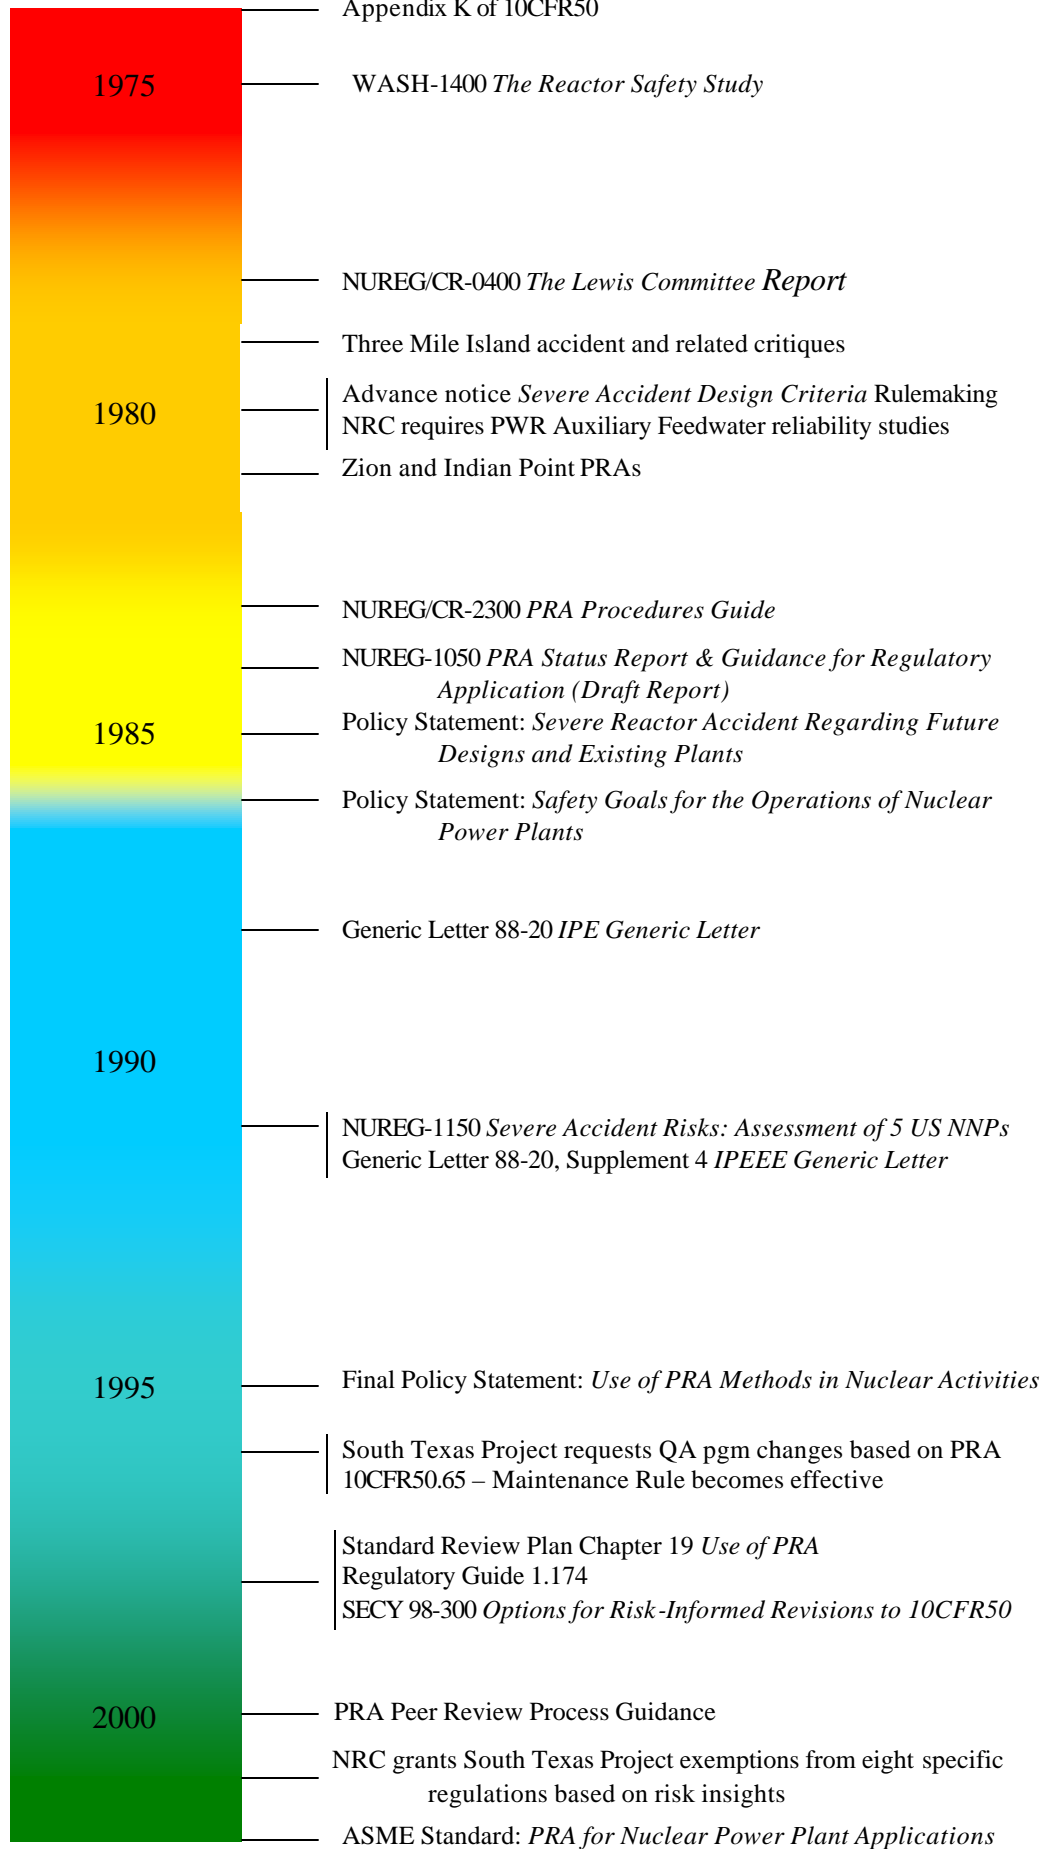 Appendix K of 10CFR50
1975
WASH-1400 The Reactor Safety Study
NUREG/CR-0400 The Lewis Committee Report
Three Mile Island accident and related critiques
1980
Advance notice Severe Accident Design Criteria Rulemaking
NRC requires PWR Auxiliary Feedwater reliability studies
Zion and Indian Point PRAs
NUREG/CR-2300 PRA Procedures Guide
NUREG-1050 PRA Status Report & Guidance for Regulatory
Application (Draft Report)
1985
Policy Statement: Severe Reactor Accident Regarding Future
Designs and Existing Plants
Policy Statement: Safety Goals for the Operations of Nuclear
Power Plants
Generic Letter 88-20 IPE Generic Letter
1990
NUREG-1150 Severe Accident Risks: Assessment of 5 US NNPs
Generic Letter 88-20, Supplement 4 IPEEE Generic Letter
1995
Final Policy Statement: Use of PRA Methods in Nuclear Activities
South Texas Project requests QA pgm changes based on PRA
10CFR50.65 – Maintenance Rule becomes effective
Standard Review Plan Chapter 19 Use of PRA
Regulatory Guide 1.174
SECY 98-300 Options for Risk-Informed Revisions to 10CFR50
2000
PRA Peer Review Process Guidance
NRC grants South Texas Project exemptions from eight specific
regulations based on risk insights
ASME Standard: PRA for Nuclear Power Plant Applications